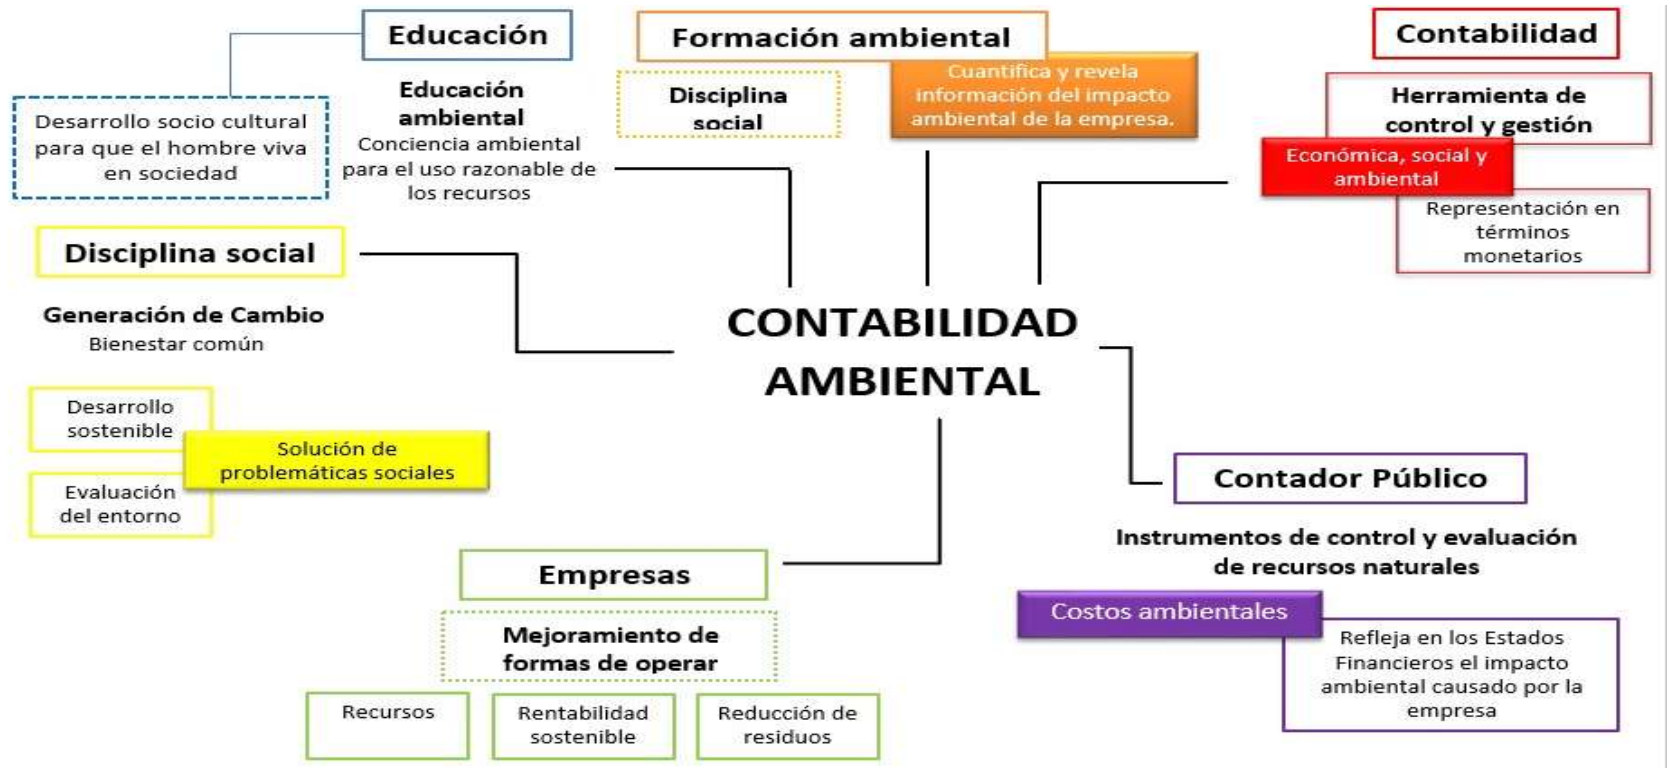 Educación
Desarrollo socio cultural
para que el hombre viva
en sociedad
Educación
ambiental
Conciencia ambiental
para el uso razonable de
los recursos
Formación ambiental
Disciplina
social
Cuantifica y revela
información del impacto
ambiental de la empresa.
Contabilidad
Herramienta de
control y gestión
Económica, social y
ambiental
Representación en
términos
monetarios
Disciplina social
Generación de Cambio
Bienestar común
Desarrollo
sostenible
Solución de
problemáticas sociales
Evaluación
del entorno
CONTABILIDAD
AMBIENTAL
Contador Público
Instrumentos de control y evaluación
de recursos naturales
Costos ambientales
Refleja en los Estados
Financieros el impacto
ambiental causado por la
empresa
Empresas
Mejoramiento de
formas de operar
Recursos
Rentabilidad
sostenible
Reducción de
residuos